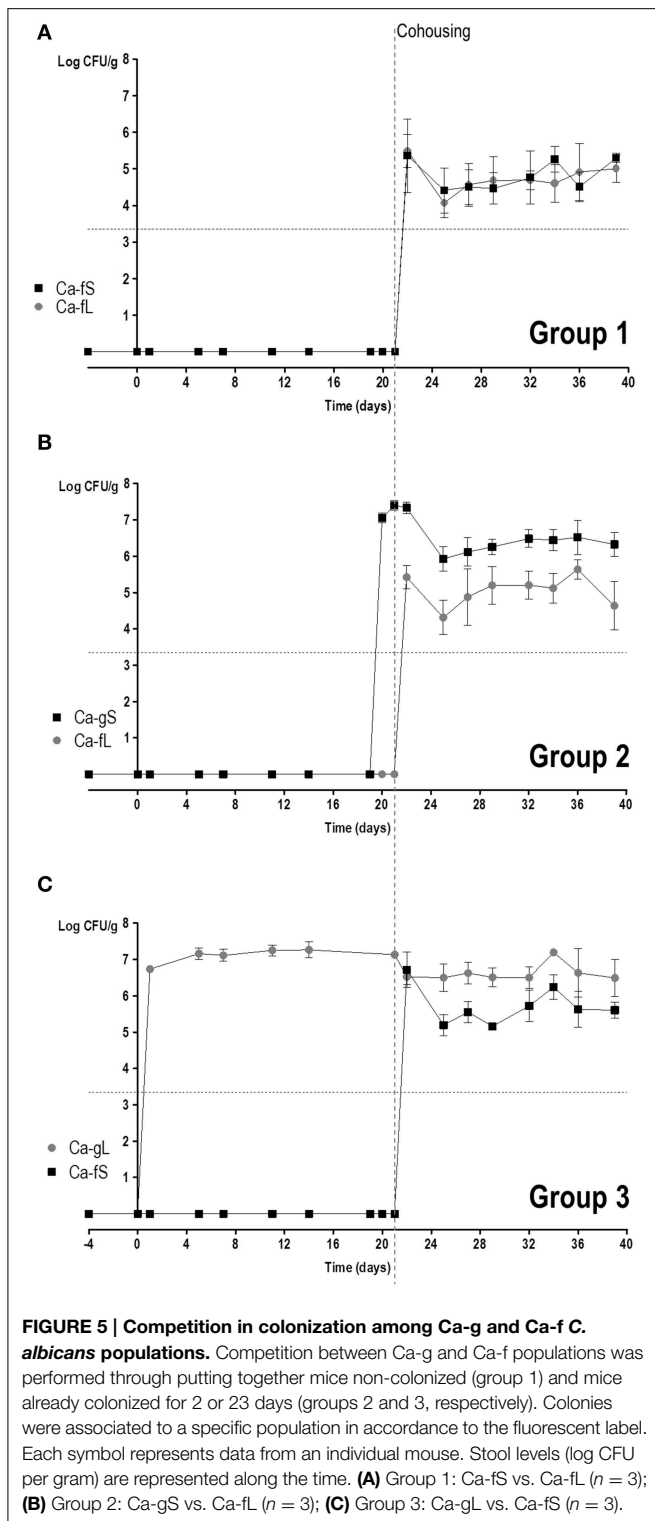 A
Cohousing
Log CFU/g
8
7
6
5
4
3
2
1
Ca-fS
Ca-fL
Group 1
0 4 8 12 16 20 24 28 32 36 40
Time (days)
B
Log CFU/g
8
7
6
5
4
3
2
1
Ca-gS
Ca-fL
Group 2
0 4 8 12 16 20 24 28 32 36 40
Time (days)
C
Log CFU/g
8
7
6
5
4
3
2
1
Ca-gL
Ca-fS
Group 3
-4 0 4 8 12 16 20 24 28 32 36 40
Time (days)
FIGURE 5 | Competition in colonization among Ca-g and Ca-f C.
albicans populations. Competition between Ca-g and Ca-f populations was
performed through putting together mice non-colonized (group 1) and mice
already colonized for 2 or 23 days (groups 2 and 3, respectively). Colonies
were associated to a specific population in accordance to the fluorescent label.
Each symbol represents data from an individual mouse. Stool levels (log CFU
per gram) are represented along the time. (A) Group 1: Ca-fS vs. Ca-fL (n = 3);
(B) Group 2: Ca-gS vs. Ca-fL (n = 3); (C) Group 3: Ca-gL vs. Ca-fS (n = 3).